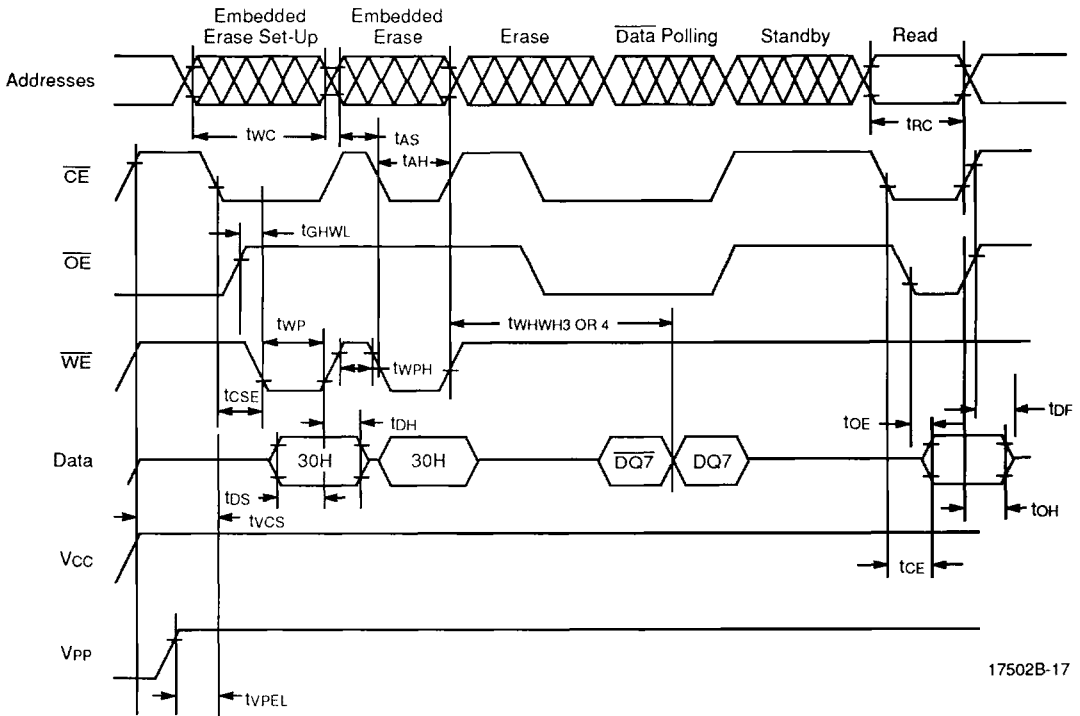 Embedded
Erase Set-Up
Embedded
Erase
Erase
Data Polling
Standby
Read
Addresses
tWC
tAS
tAH
tRC
CE
tGHWL
OE
tWP
tWHWH3 OR 4
WE
tWPH
tCSE
tDH
tOE
tDF
Data
30H
30H
DQ7
DQ7
tDS
tVCS
tOH
VCC
tCE
VPP
tVPEL
17502B-17